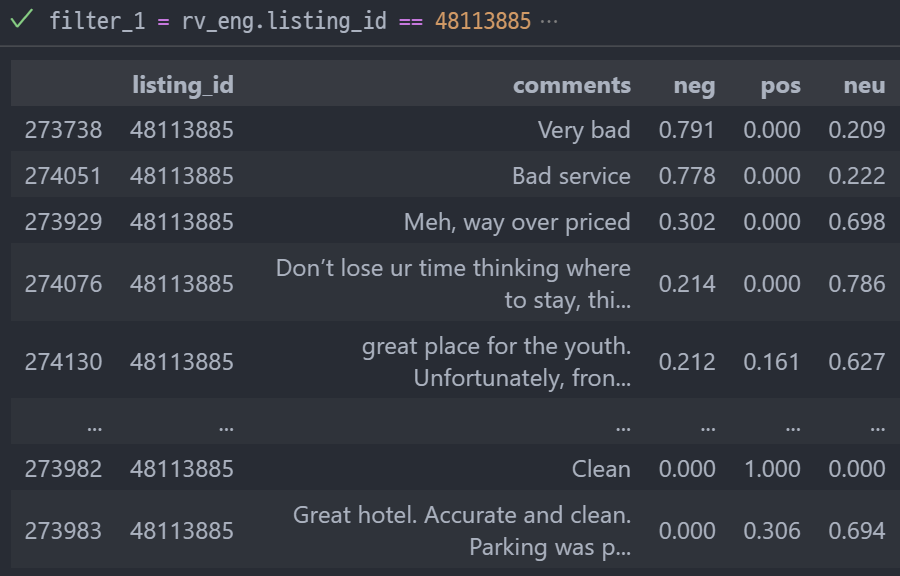 filter_1 = rv_eng.listing_id == 48113885 ...
listing_id comments neg pos neu
273738 48113885 Very bad 0.791 0.000 0.209
274051 48113885 Bad service 0.778 0.000 0.222
273929 48113885 Meh, way over priced 0.302 0.000 0.698
Don’t lose ur time thinking where
274076 48113885 to stay, thi... 0.214 0.000 0.786
great place for the youth.
274130 48113885 Unfortunately, fron... 0.212 0.161 0.627
... ... ... ... ... ...
273982 48113885 Clean 0.000 1.000 0.000
Great hotel. Accurate and clean.
273983 48113885 Parking was p... 0.000 0.306 0.694